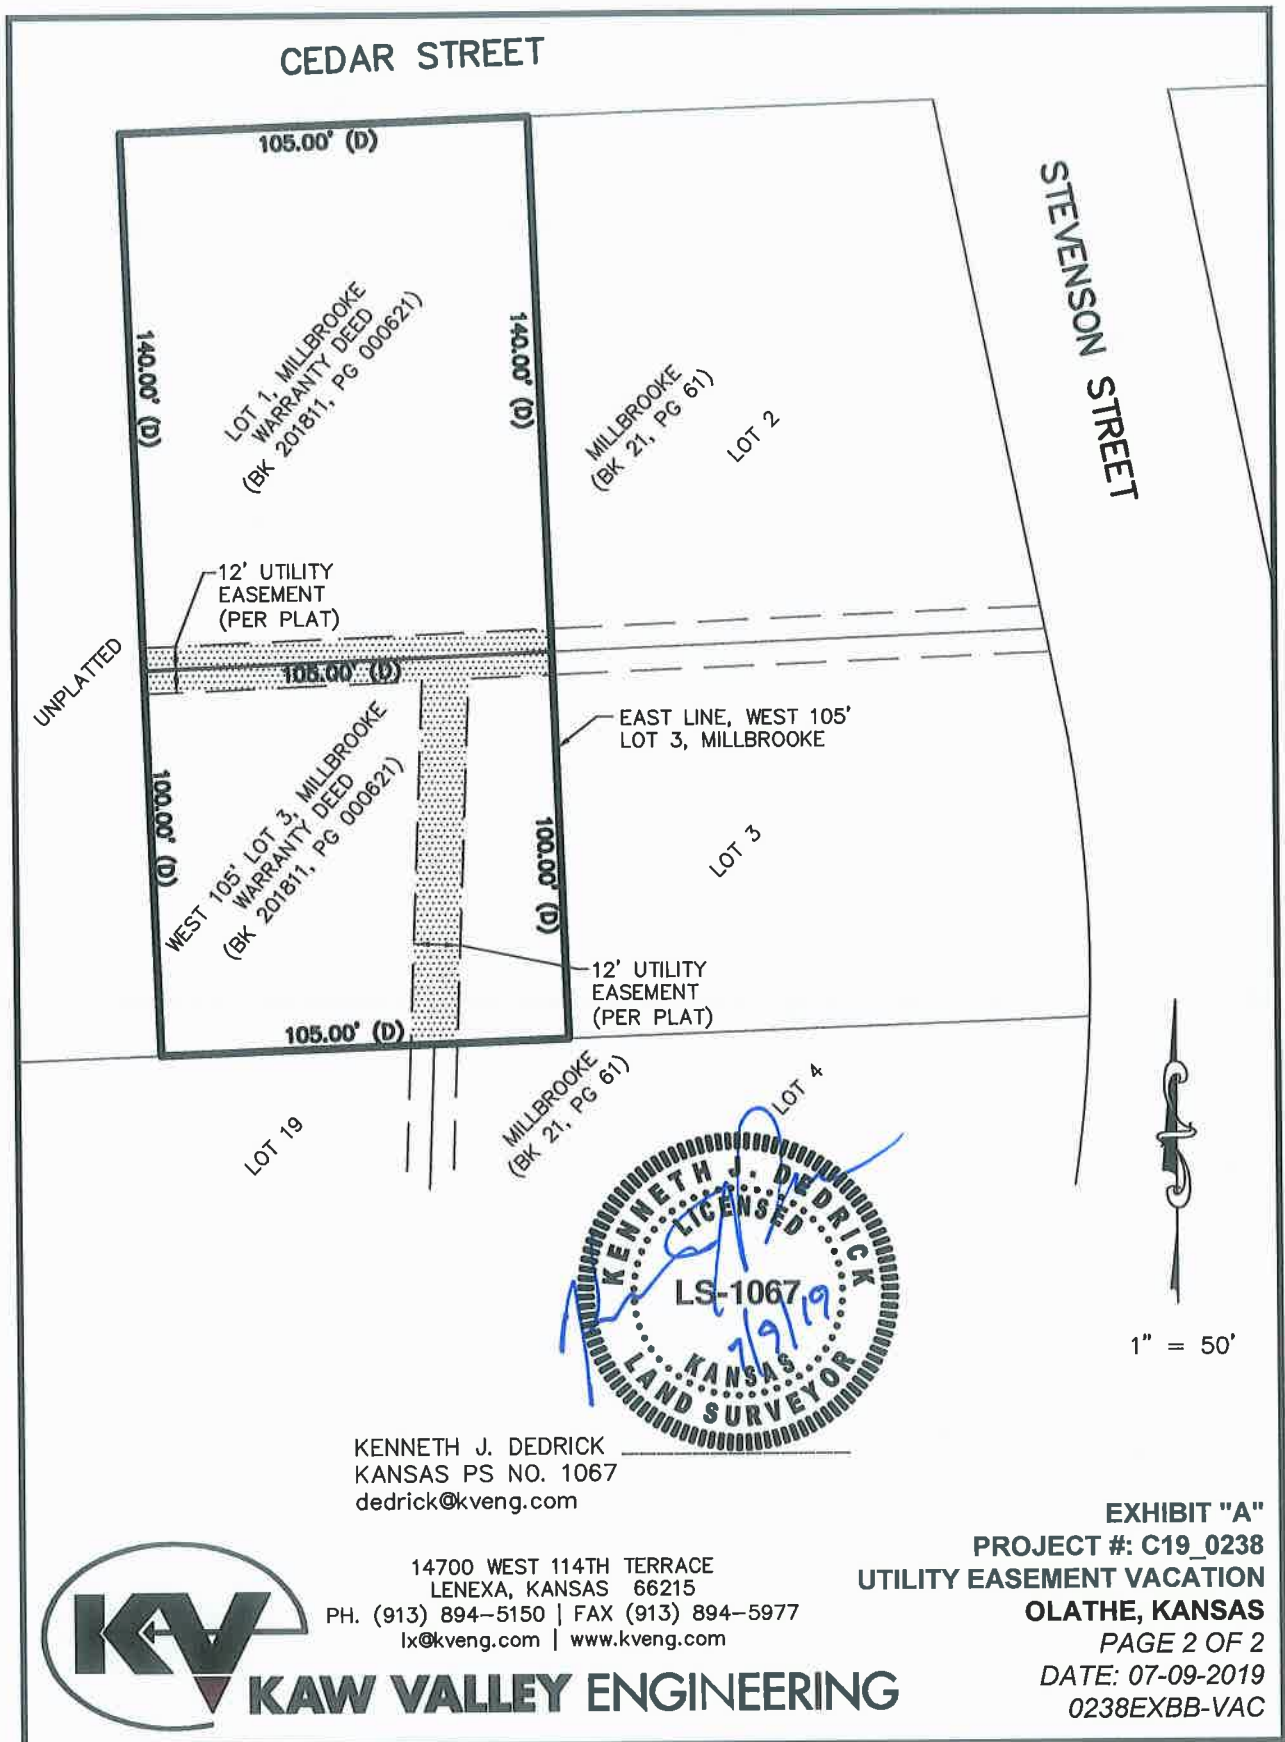 CEDAR STREET
105.00' (D)
STEVENSON STREET
140.00' (D)
LOT 1, MILLBROOKE
WARRANTY DEED
(BK 201811, PG 000621)
140.00' (D)
MILLBROOKE
(BK 21, PG 61)
LOT 2
12' UTILITY
EASEMENT
(PER PLAT)
UNPLATTED
105.00' (D)
EAST LINE, WEST 105'
LOT 3, MILLBROOKE
100.00' (D)
WEST 105' LOT 3, MILLBROOKE
WARRANTY DEED
(BK 201811, PG 000621)
100.00' (D)
LOT 3
12' UTILITY
EASEMENT
(PER PLAT)
105.00' (D)
LOT 19
MILLBROOKE
(BK 21, PG 61)
LOT 4
KENNETH J. DEDRICK
LICENSED
LS-1067
7/9/19
KANSAS
LAND SURVEYOR
1" = 50'
KENNETH J. DEDRICK
KANSAS PS NO. 1067
dedrick@kveng.com
14700 WEST 114TH TERRACE
LENEXA, KANSAS 66215
PH. (913) 894-5150 | FAX (913) 894-5977
lx@kveng.com | www.kveng.com
KV
KAW VALLEY ENGINEERING
EXHIBIT "A"
PROJECT #: C19_0238
UTILITY EASEMENT VACATION
OLATHE, KANSAS
PAGE 2 OF 2
DATE: 07-09-2019
0238EXBB-VAC